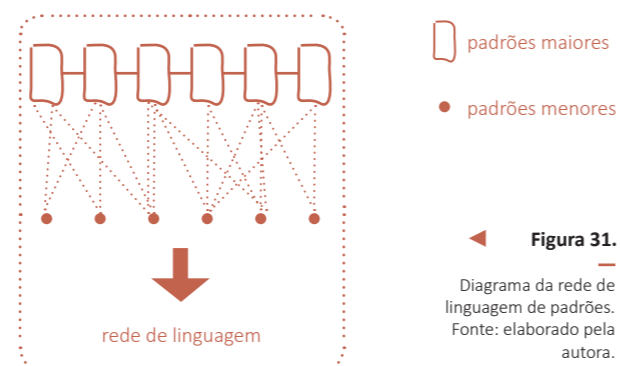 padrões maiores
padrões menores
rede de linguagem
Figura 31.
Diagrama da rede de
linguagem de padrões.
Fonte: elaborado pela
autora.